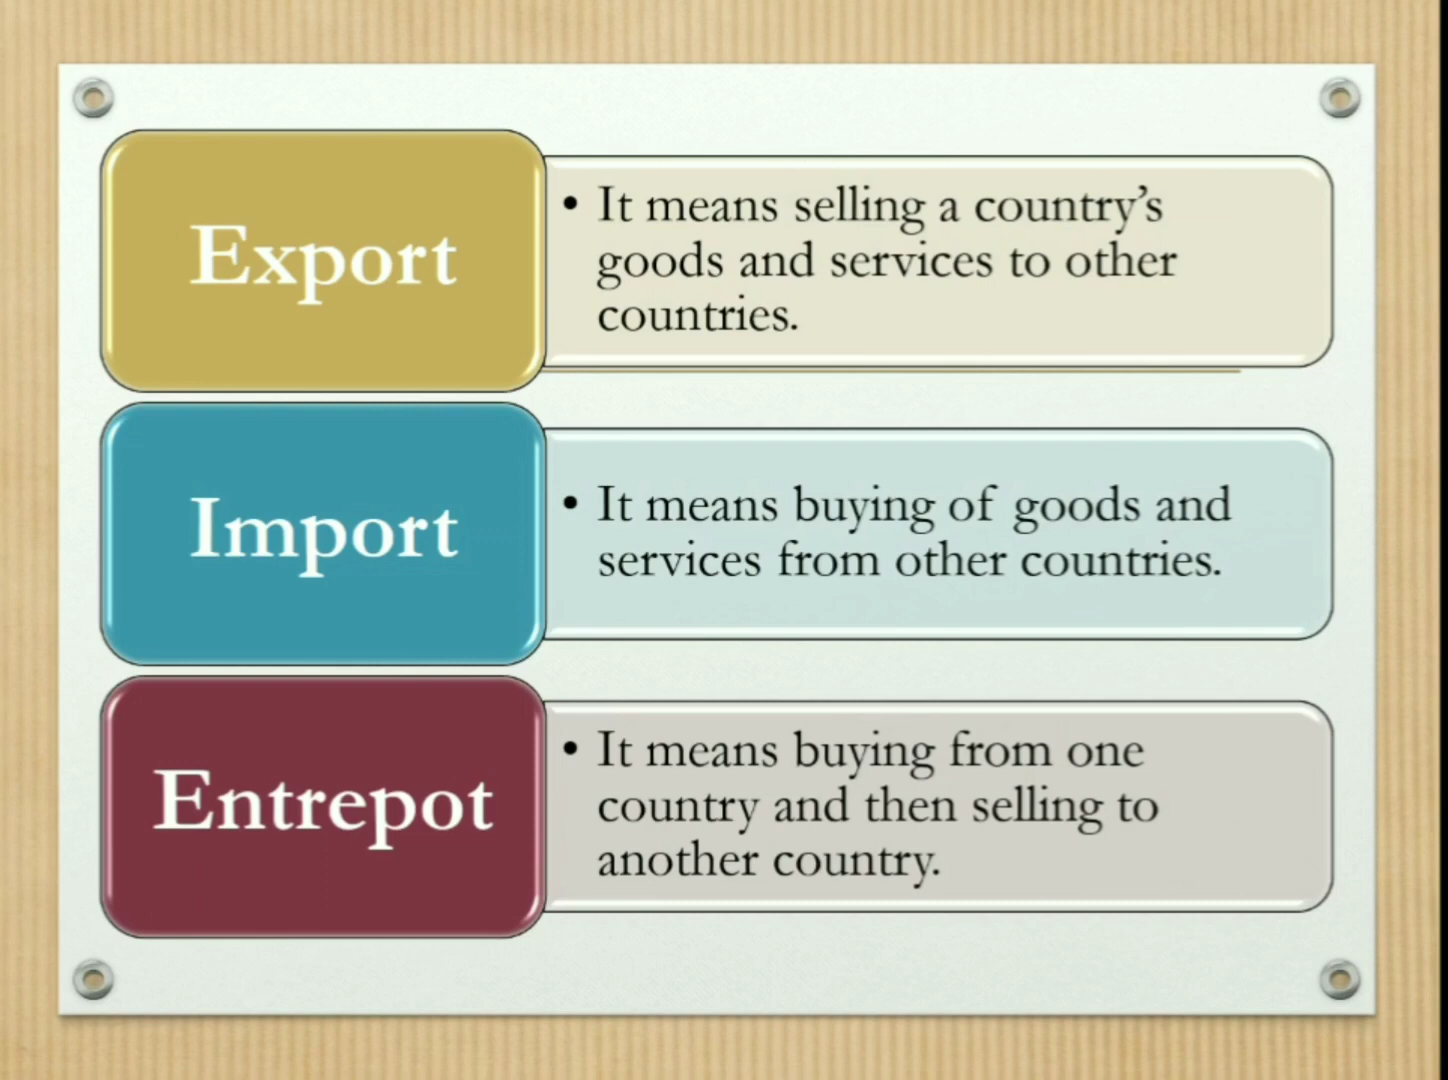 Export
• It means selling a country’s
goods and services to other
countries.
Import
• It means buying of goods and
services from other countries.
Entrepot
• It means buying from one
country and then selling to
another country.